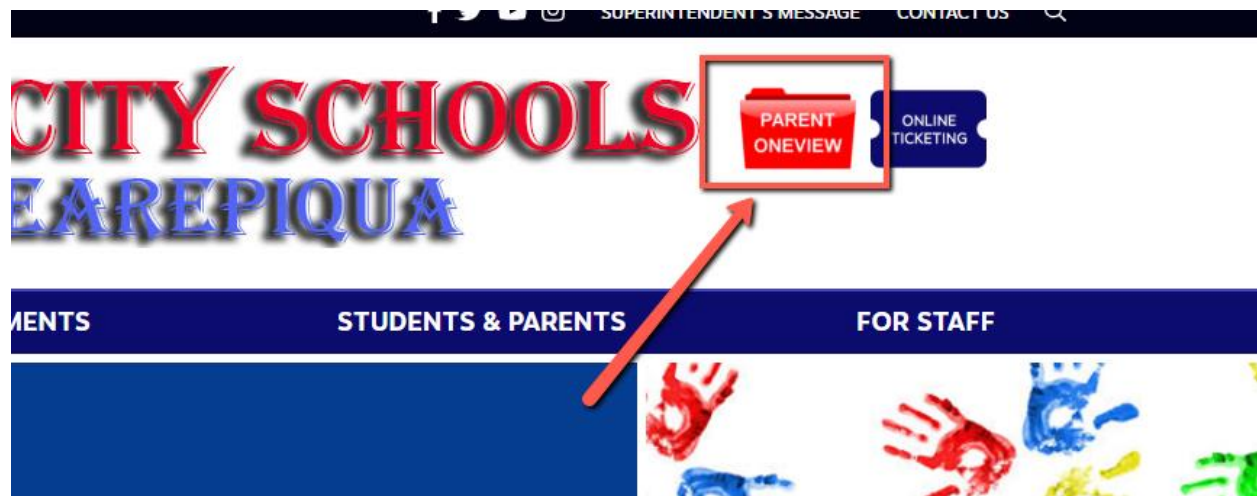 SUPERINTENDENT'S MESSAGE CONTACT US
CITY SCHOOLS
PARENT
ONEVIEW
ONLINE
TICKETING
EAREPIQUA
MENTS STUDENTS & PARENTS FOR STAFF